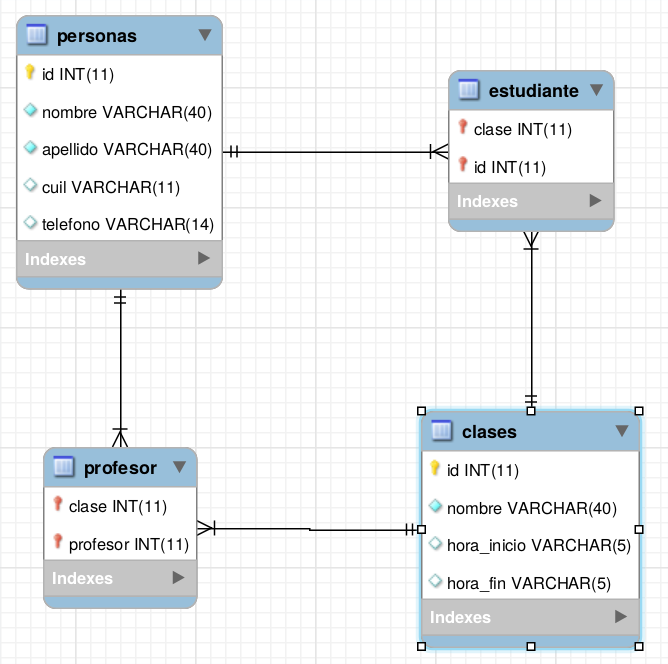 personas
id INT(11)
nombre VARCHAR(40)
apellido VARCHAR(40)
cuil VARCHAR(11)
telefono VARCHAR(14)
Indexes
estudiante
clase INT(11)
id INT(11)
Indexes
profesor
clase INT(11)
profesor INT(11)
Indexes
clases
id INT(11)
nombre VARCHAR(40)
hora_inicio VARCHAR(5)
hora_fin VARCHAR(5)
Indexes